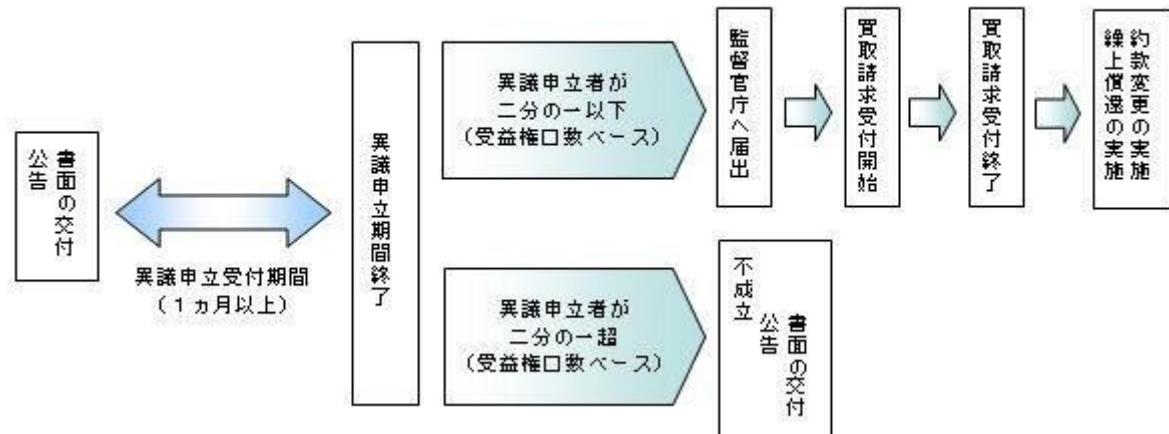 書面の交付
公告
異議申立受付期間
(1ヵ月以上)
異議申立期間終了
異議申立者が
二分の一以下
(受益権口数ベース)
監督官庁へ届出
買取請求受付開始
買取請求受付終了
約款変更の実施
繰上償還の実施
異議申立者が
二分の一超
(受益権口数ベース)
不成立
書面の交付
公告